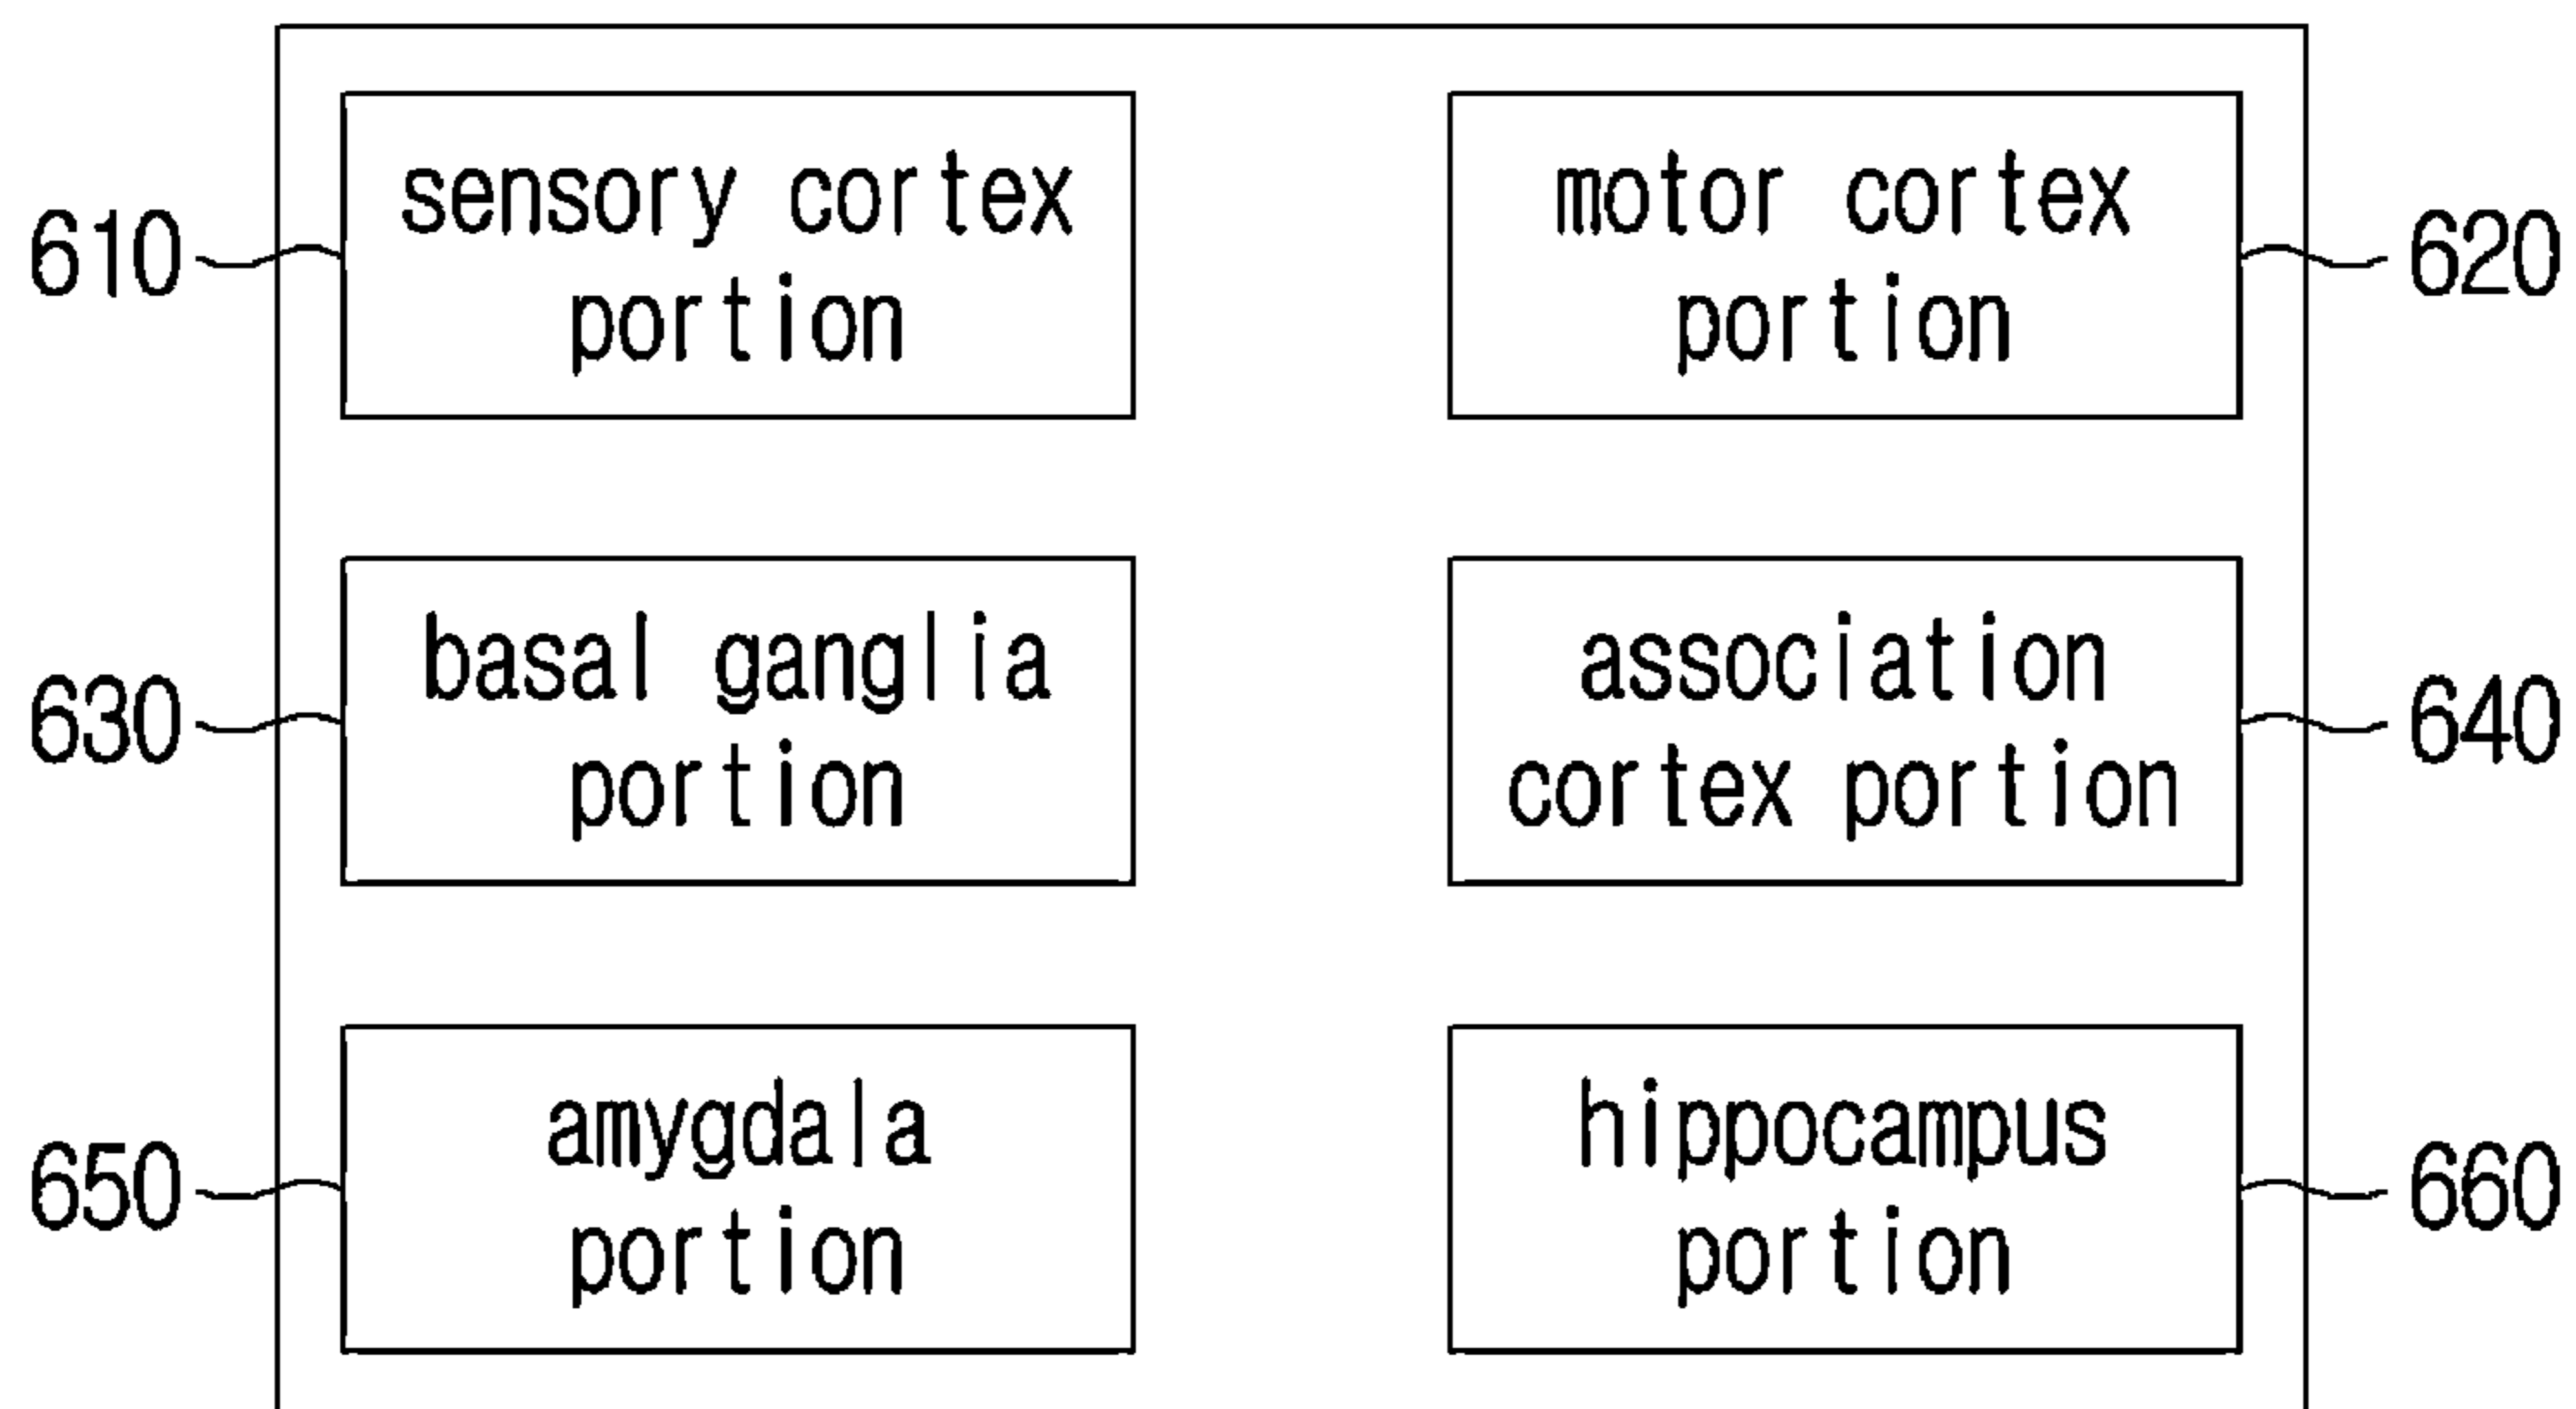 sensory cortex
portion
610
motor cortex
portion
620
basal ganglia
portion
630
association
cortex portion
640
amygdala
portion
650
hippocampus
portion
660